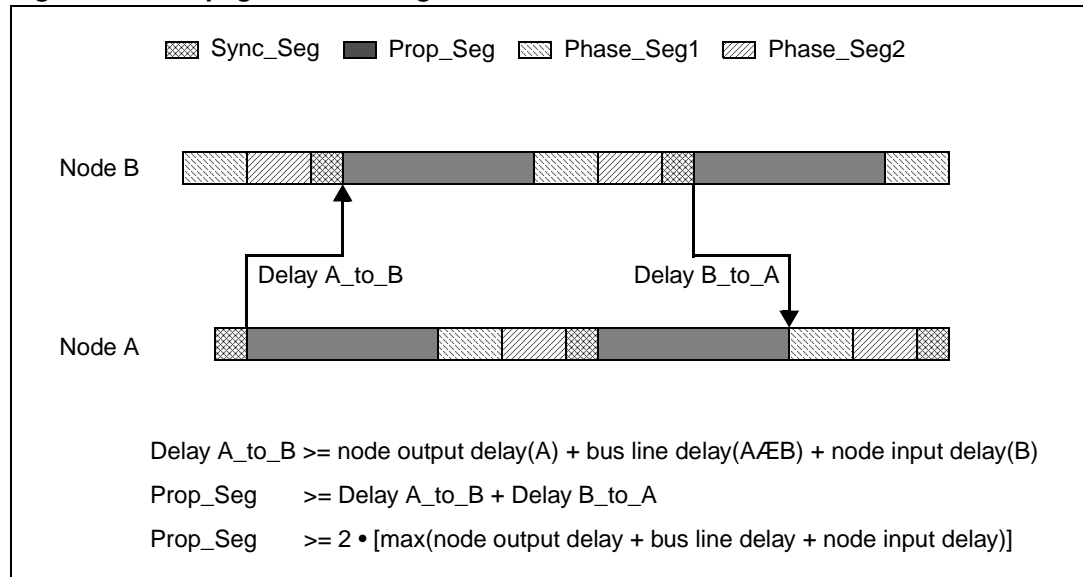 Sync_Seg Prop_Seg Phase_Seg1 Phase_Seg2
Node B
Delay A_to_B Delay B_to_A
Node A
Delay A_to_B >= node output delay(A) + bus line delay(AÆB) + node input delay(B)
Prop_Seg >= Delay A_to_B + Delay B_to_A
Prop_Seg >= 2 • [max(node output delay + bus line delay + node input delay)]